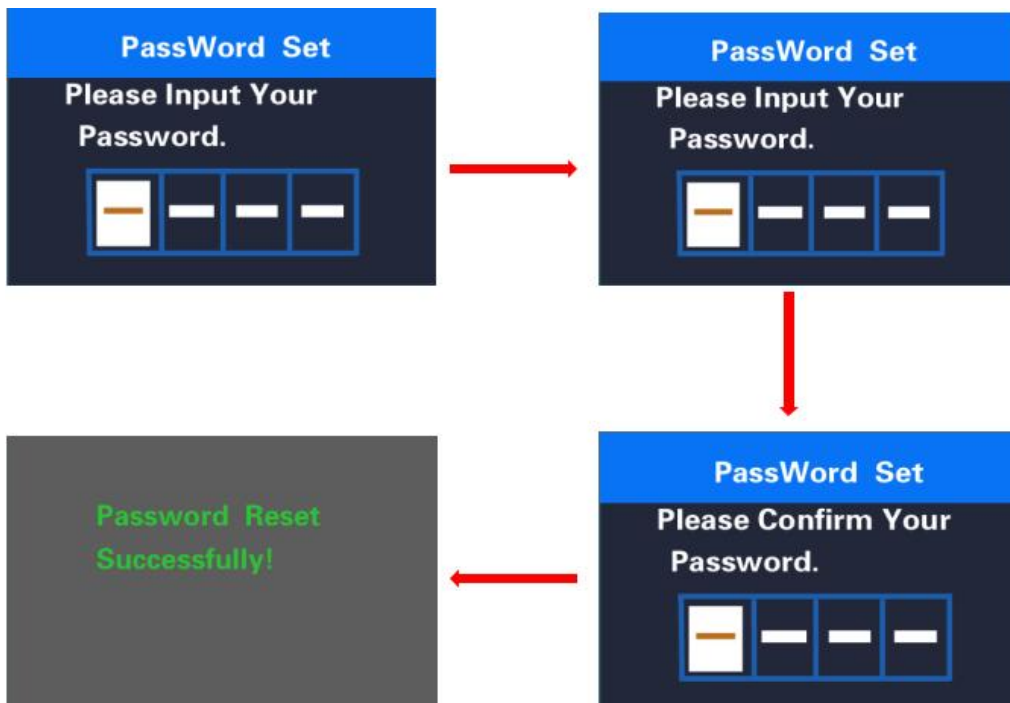 PassWord Set
Please Input Your
Password.
PassWord Set
Please Input Your
Password.
PassWord Set
Please Confirm Your
Password.
Password Reset
Successfully!